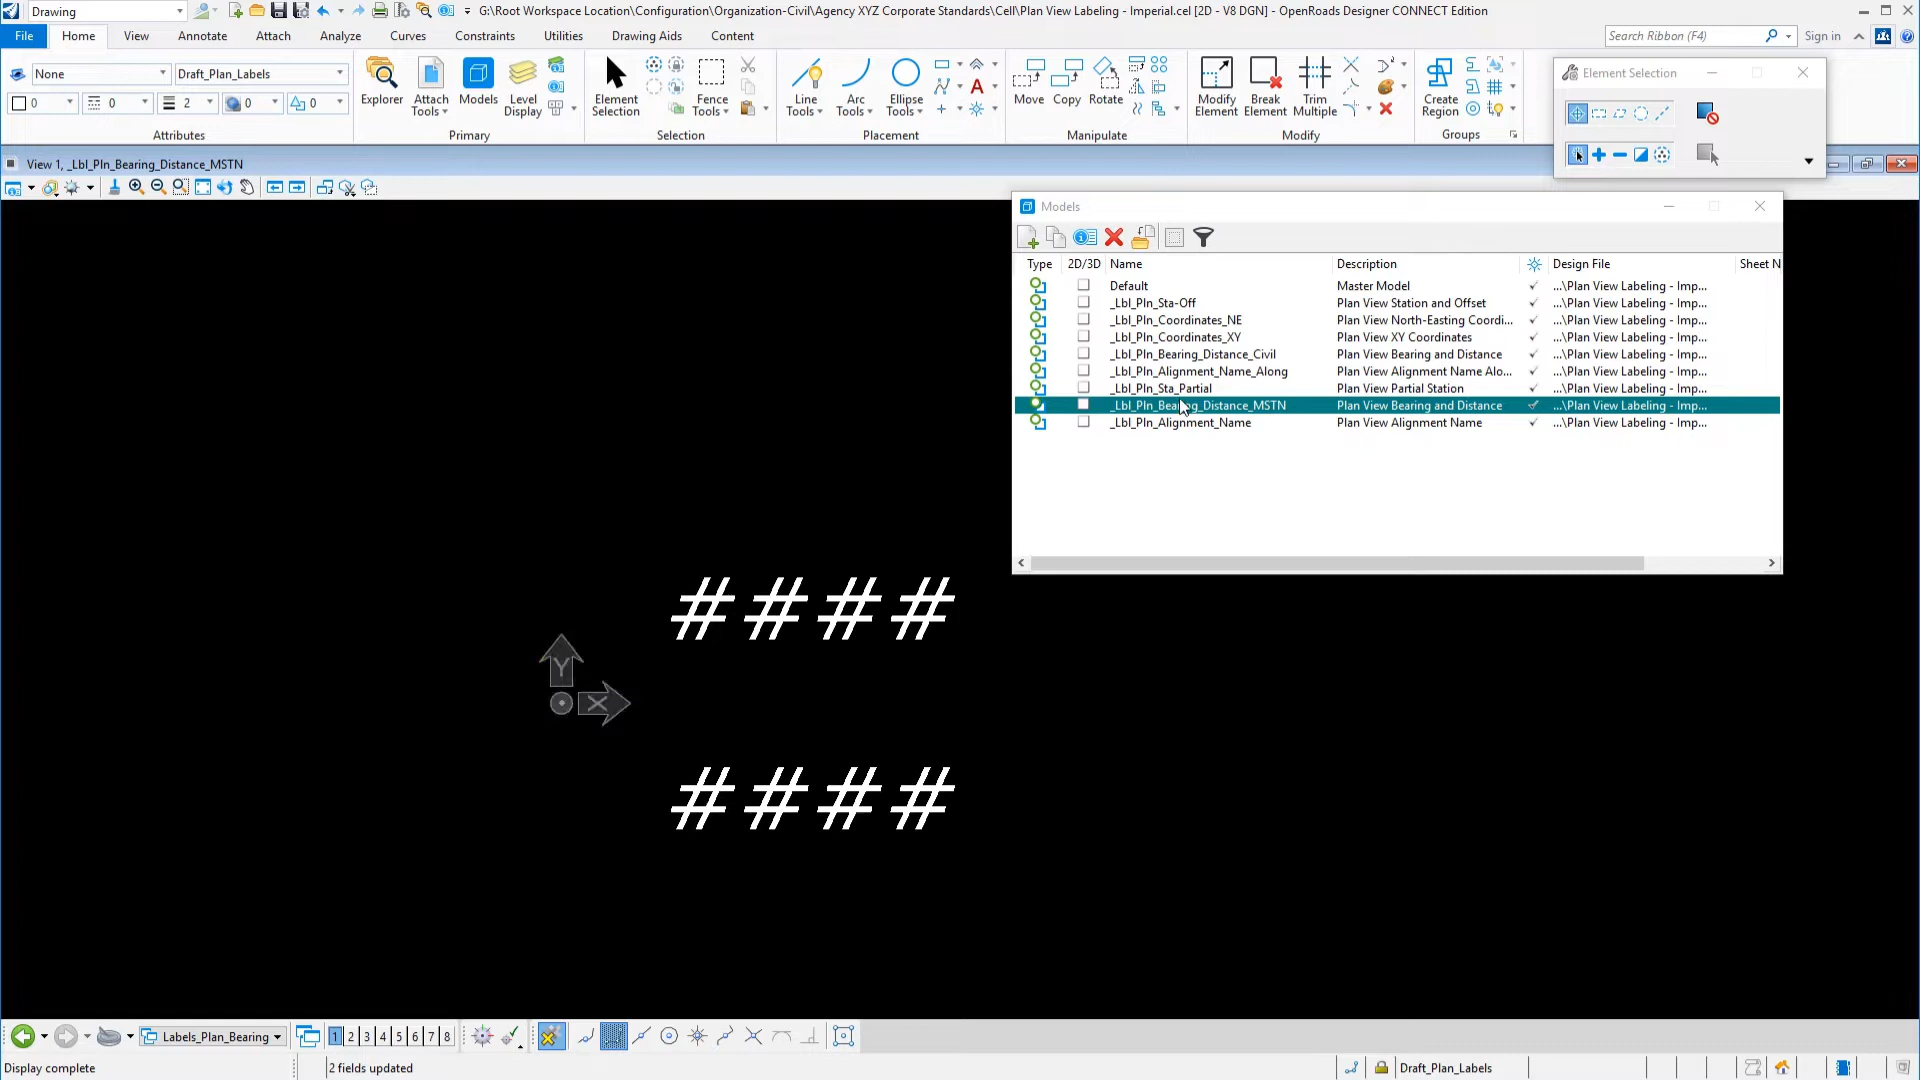 Drawing
G:\Root Workspace Location\Configuration\Organization-Civil\Agency XYZ Corporate Standards\Cell\Plan View Labeling - Imperial.cel [2D - V8 DGN] - OpenRoads Designer CONNECT Edition
File Home View Annotate Attach Analyze Curves Constraints Utilities Drawing Aids Content
Search Ribbon (F4) Sign in
None Draft_Plan_Labels
0 0 2 0 0
Attributes
Explorer Attach Tools Models Level Display
Primary
Element Selection Fence Tools
Selection
Line Tools Arc Tools Ellipse Tools
Placement
Move Copy Rotate
Manipulate
Modify Element Break Element Trim Multiple
Modify
Create Region
Groups
Element Selection
View 1, _Lbl_Pln_Bearing_Distance_MSTN
Models
Type 2D/3D Name Description Design File Sheet N
Default Master Model ...\Plan View Labeling - Imp...
_Lbl_Pln_Sta-Off Plan View Station and Offset ...\Plan View Labeling - Imp...
_Lbl_Pln_Coordinates_NE Plan View North-Easting Coordi... ...\Plan View Labeling - Imp...
_Lbl_Pln_Coordinates_XY Plan View XY Coordinates ...\Plan View Labeling - Imp...
_Lbl_Pln_Bearing_Distance_Civil Plan View Bearing and Distance ...\Plan View Labeling - Imp...
_Lbl_Pln_Alignment_Name_Along Plan View Alignment Name Alo... ...\Plan View Labeling - Imp...
_Lbl_Pln_Sta_Partial Plan View Partial Station ...\Plan View Labeling - Imp...
_Lbl_Pln_Bearing_Distance_MSTN Plan View Bearing and Distance ...\Plan View Labeling - Imp...
_Lbl_Pln_Alignment_Name Plan View Alignment Name ...\Plan View Labeling - Imp...
####
Y
X
####
Labels_Plan_Bearing 1 2 3 4 5 6 7 8
Display complete 2 fields updated Draft_Plan_Labels